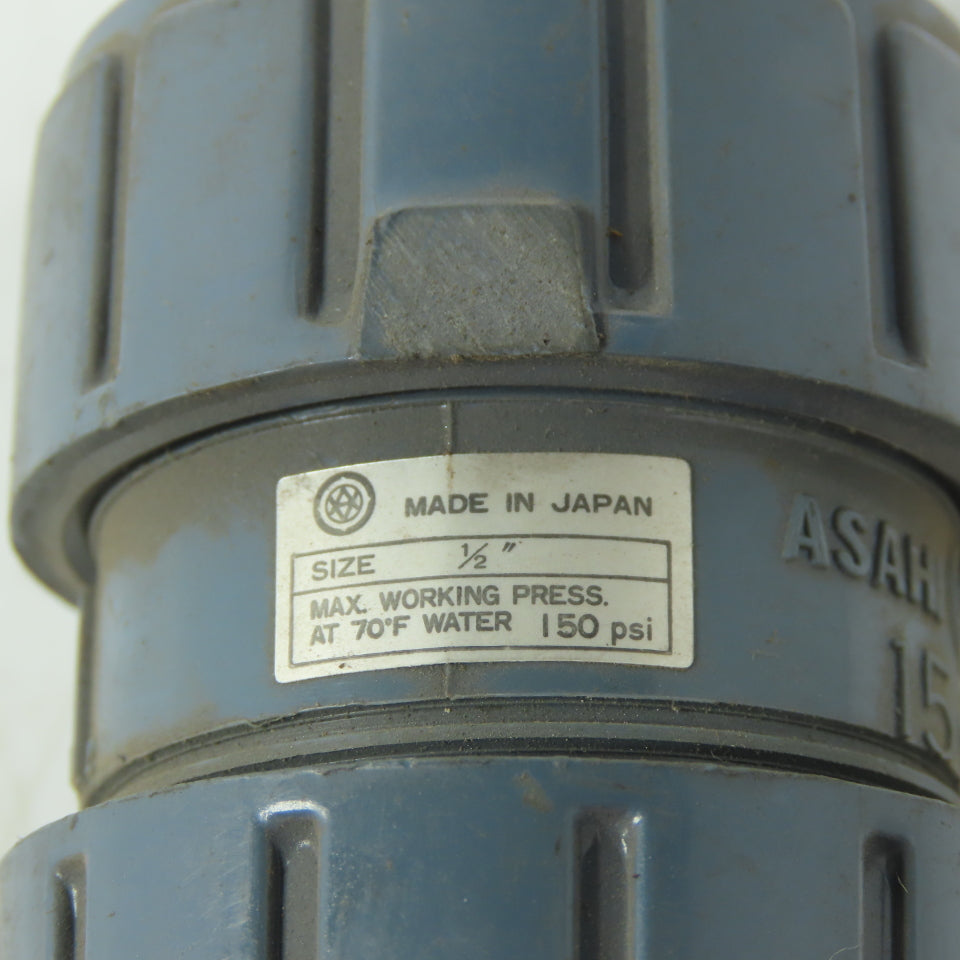 MADE IN JAPAN
SIZE 1/2"
MAX. WORKING PRESS.
AT 70°F WATER 150 psi
ASAH
15